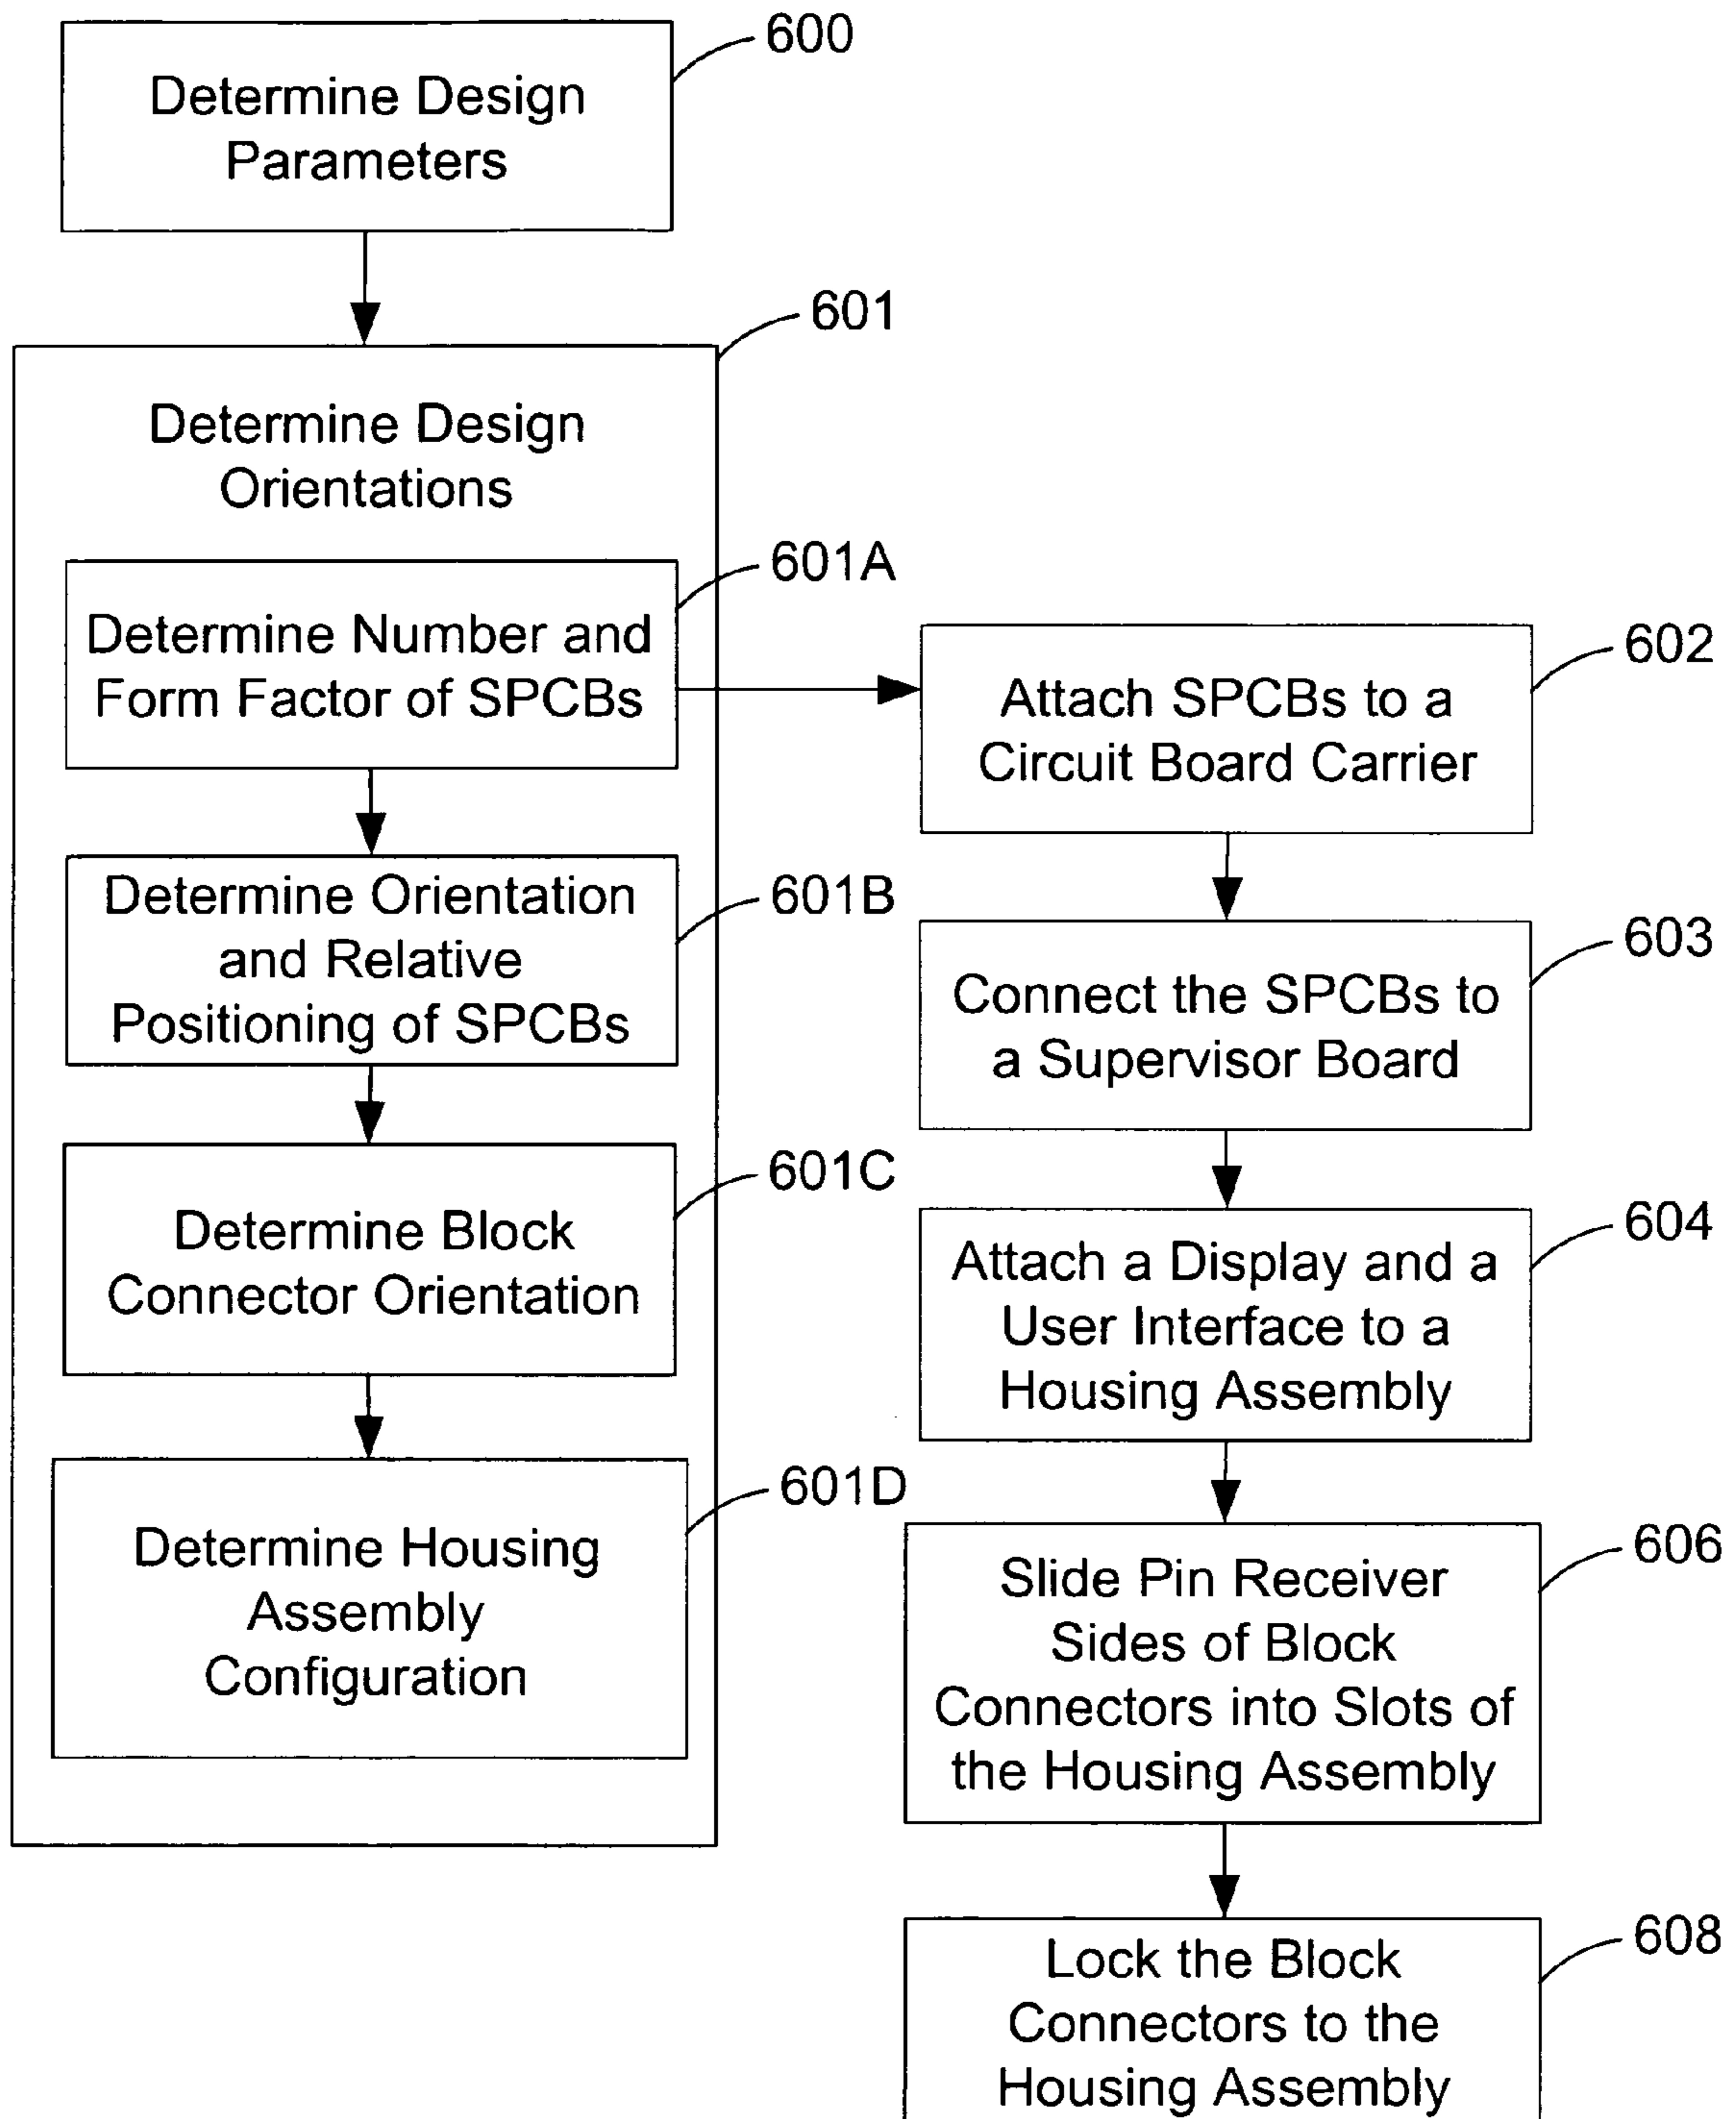 600
Determine Design
Parameters
601
Determine Design
Orientations
601A
Determine Number and
Form Factor of SPCBs
601B
Determine Orientation
and Relative
Positioning of SPCBs
601C
Determine Block
Connector Orientation
601D
Determine Housing
Assembly
Configuration
602
Attach SPCBs to a
Circuit Board Carrier
603
Connect the SPCBs to
a Supervisor Board
604
Attach a Display and a
User Interface to a
Housing Assembly
606
Slide Pin Receiver
Sides of Block
Connectors into Slots of
the Housing Assembly
608
Lock the Block
Connectors to the
Housing Assembly